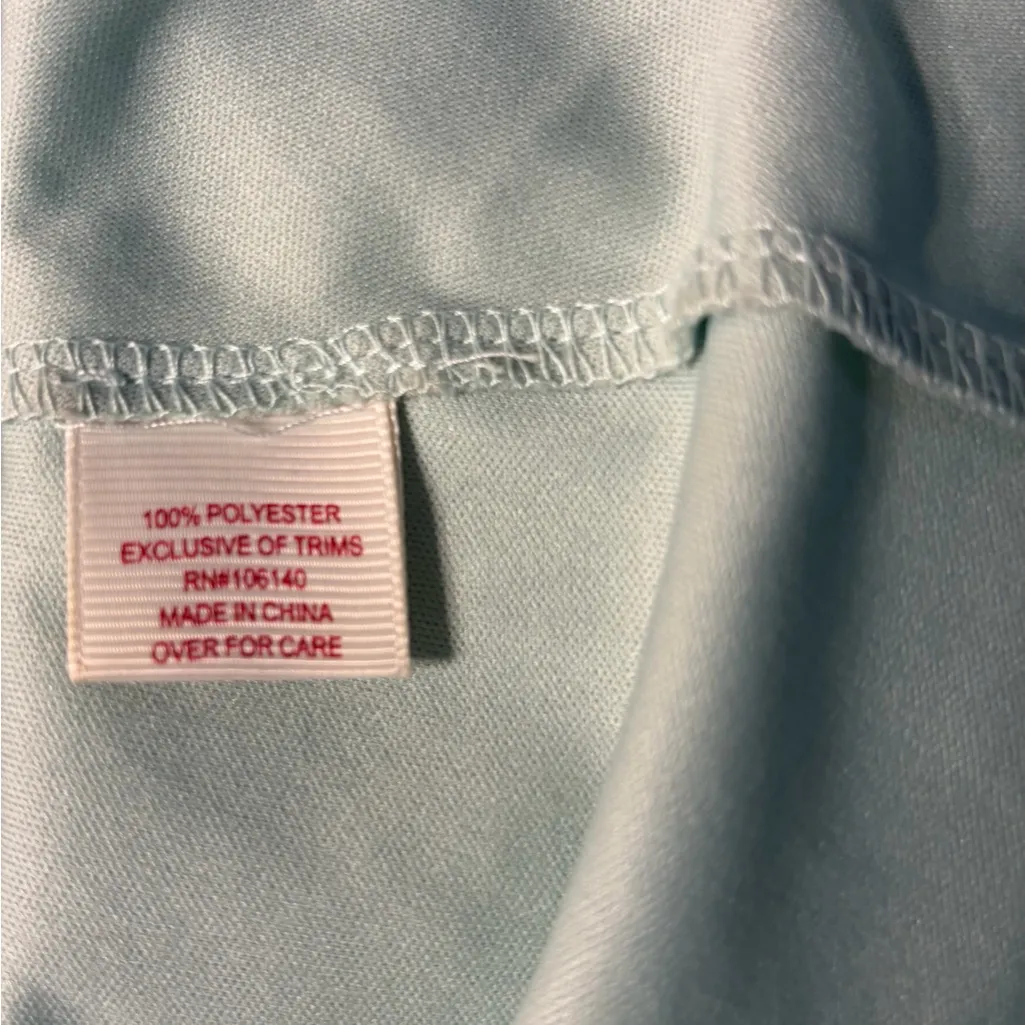 100% POLYESTER
EXCLUSIVE OF TRIMS
RN#106140
MADE IN CHINA
OVER FOR CARE